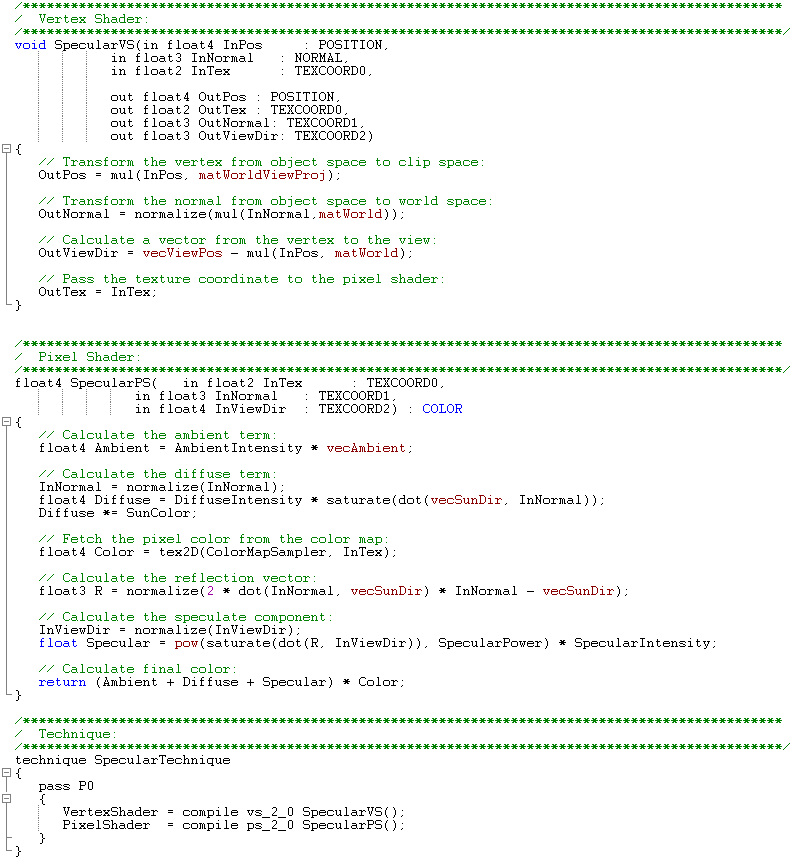 /***********************************************************************************************
/  Vertex Shader:
/************************************************************************************************/
void SpecularVS(in float4 InPos     : POSITION,
            in float3 InNormal   : NORMAL,
            in float2 InTex      : TEXCOORD0,

            out float4 OutPos : POSITION,
            out float2 OutTex : TEXCOORD0,
            out float3 OutNormal: TEXCOORD1,
            out float3 OutViewDir: TEXCOORD2)
{
   // Transform the vertex from object space to clip space:
   OutPos = mul(InPos, matWorldViewProj);

   // Transform the normal from object space to world space:
   OutNormal = normalize(mul(InNormal,matWorld));

   // Calculate a vector from the vertex to the view:
   OutViewDir = vecViewPos - mul(InPos, matWorld);

   // Pass the texture coordinate to the pixel shader:
   OutTex = InTex;
}

/***********************************************************************************************
/  Pixel Shader:
/************************************************************************************************/
float4 SpecularPS(   in float2 InTex      : TEXCOORD0,
               in float3 InNormal   : TEXCOORD1,
               in float4 InViewDir  : TEXCOORD2) : COLOR
{
   // Calculate the ambient term:
   float4 Ambient = AmbientIntensity * vecAmbient;

   // Calculate the diffuse term:
   InNormal = normalize(InNormal);
   float4 Diffuse = DiffuseIntensity * saturate(dot(vecSunDir, InNormal));
   Diffuse *= SunColor;

   // Fetch the pixel color from the color map:
   float4 Color = tex2D(ColorMapSampler, InTex);

   // Calculate the reflection vector:
   float3 R = normalize(2 * dot(InNormal, vecSunDir) * InNormal - vecSunDir);

   // Calculate the speculate component:
   InViewDir = normalize(InViewDir);
   float Specular = pow(saturate(dot(R, InViewDir)), SpecularPower) * SpecularIntensity;

   // Calculate final color:
   return (Ambient + Diffuse + Specular) * Color;
}

/***********************************************************************************************
/  Technique:
/************************************************************************************************/
technique SpecularTechnique
{
   pass P0
   {
      VertexShader = compile vs_2_0 SpecularVS();
      PixelShader  = compile ps_2_0 SpecularPS();
   }
}